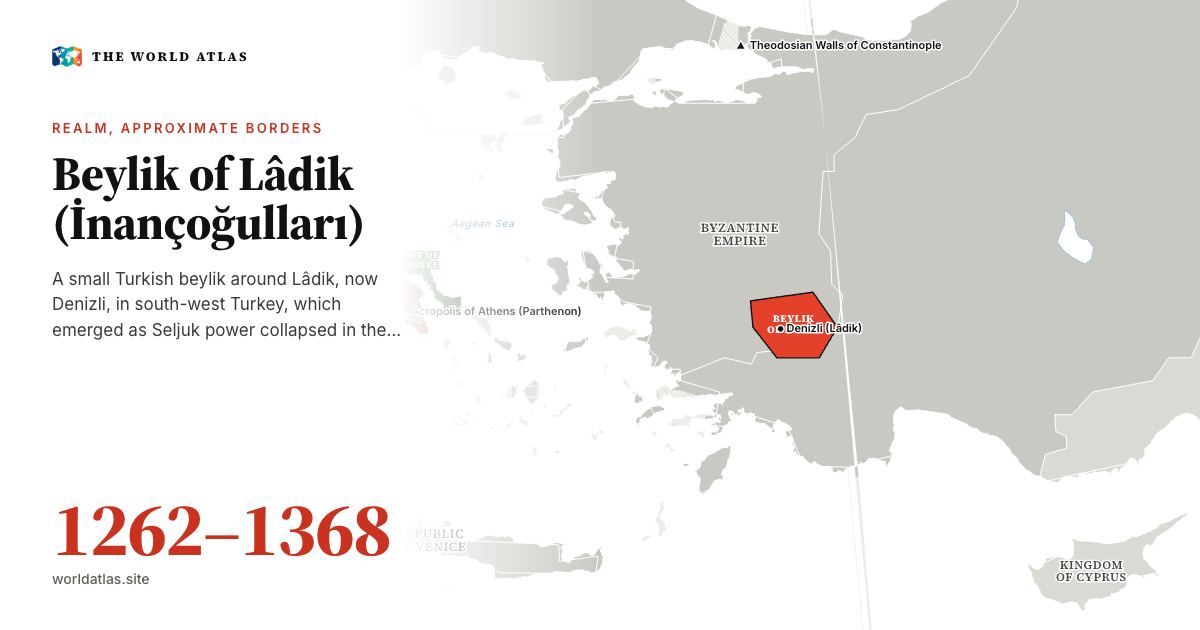 THE WORLD ATLAS
REALM, APPROXIMATE BORDERS
Beylik of Lâdik
(İnançoğulları)
A small Turkish beylik around Lâdik, now
Denizli, in south-west Turkey, which
emerged as Seljuk power collapsed in the...
1262–1368
worldatlas.site
Theodosian Walls of Constantinople
Aegean Sea
BYZANTINE
EMPIRE
Acropolis of Athens (Parthenon)
BEYLIK
Denizli (Lâdik)
VENICE
KINGDOM
OF CYPRUS